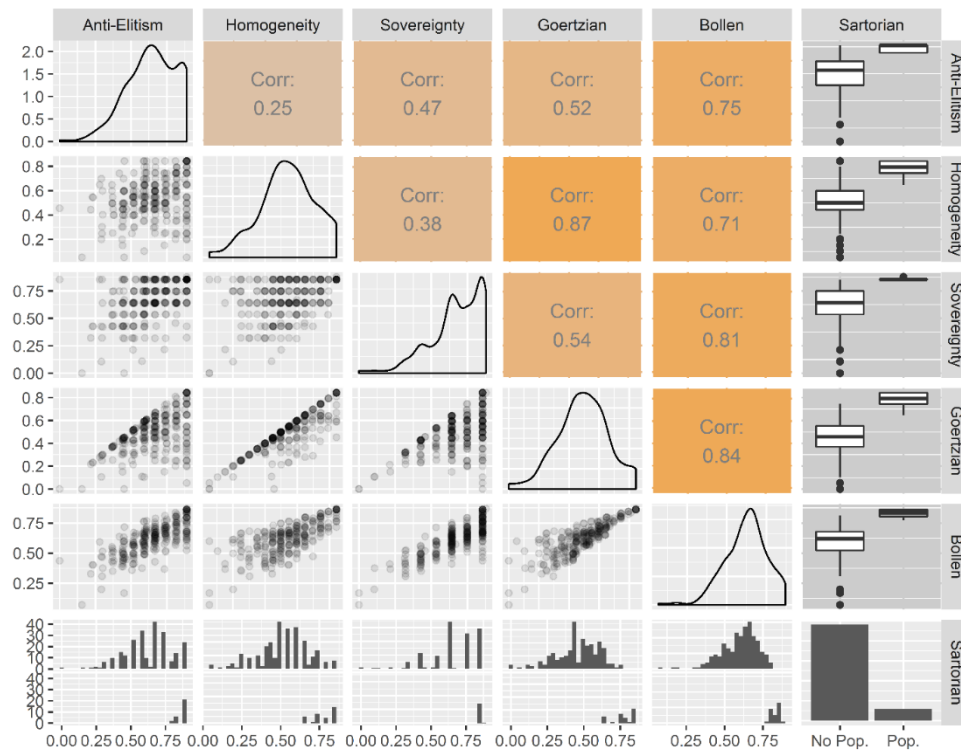 Anti-Elitism Homogeneity Sovereignty Goertzian Bollen Sartorian
2.0
1.5
1.0
0.5
0.0
Corr:
0.25
Corr:
0.47
Corr:
0.52
Corr:
0.75
Anti-Elitism
0.8
0.6
0.4
0.2
Corr:
0.38
Corr:
0.87
Corr:
0.71
Homogeneity
0.75
0.50
0.25
0.00
Corr:
0.54
Corr:
0.81
Sovereignty
0.8
0.6
0.4
0.2
0.0
Corr:
0.84
Goertzian
0.75
0.50
0.25
Bollen
40
30
20
10
0
40
30
20
10
0
Sartorian
0.00 0.25 0.50 0.75 0.25 0.50 0.75 0.00 0.25 0.50 0.75 0.00 0.25 0.50 0.75 0.25 0.50 0.75 No Pop. Pop.